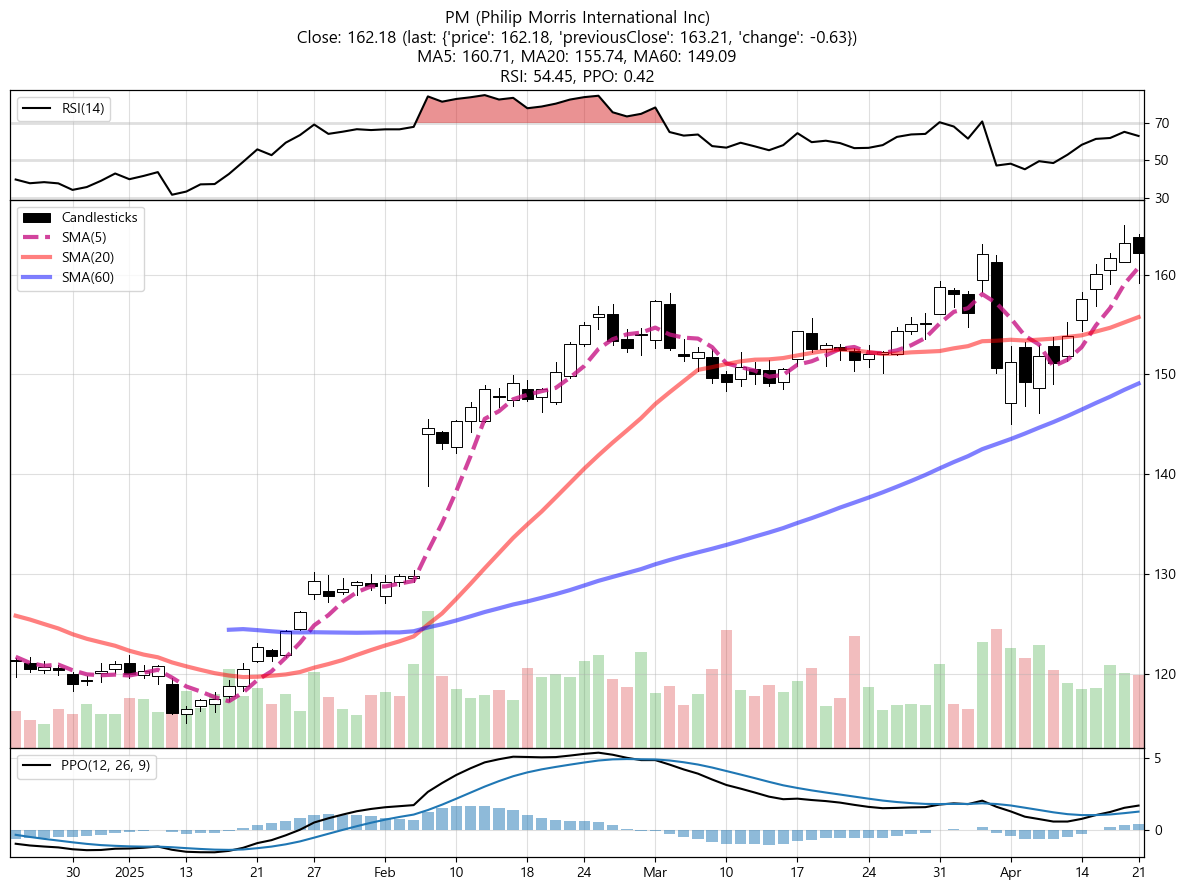 PM (Philip Morris International Inc)
Close: 162.18 (last: {'price': 162.18, 'previousClose': 163.21, 'change': -0.63})
MA5: 160.71, MA20: 155.74, MA60: 149.09
RSI: 54.45, PPO: 0.42
RSI(14)
70
50
30
Candlesticks
SMA(5)
SMA(20)
SMA(60)
160
150
140
130
120
PPO(12, 26, 9)
5
0
30 2025 13 21 27 Feb 10 18 24 Mar 10 17 24 31 Apr 14 21